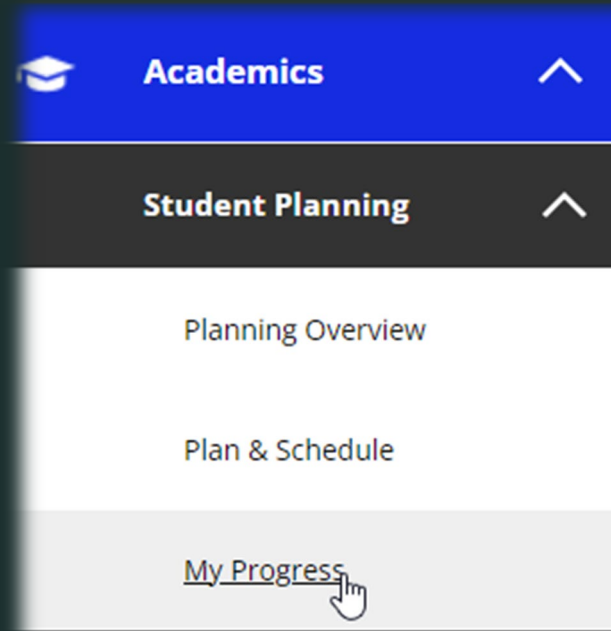 Academics
Student Planning
Planning Overview
Plan & Schedule
My Progress